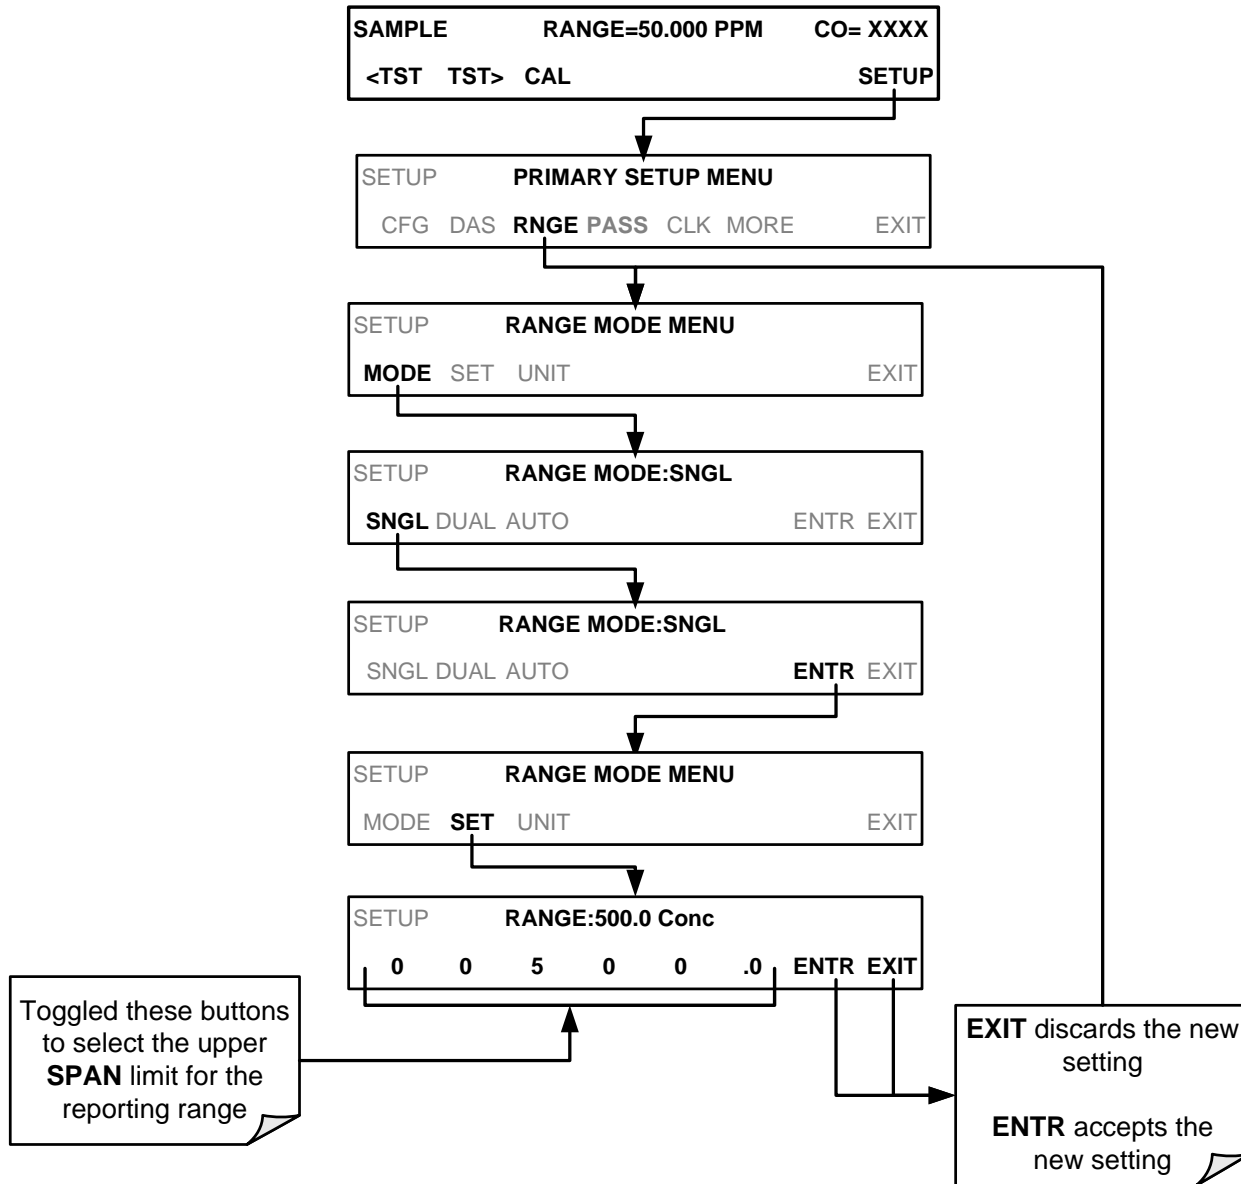 SAMPLE RANGE=50.000 PPM CO= XXXX
<TST TST> CAL SETUP
SETUP PRIMARY SETUP MENU
CFG DAS RNGE PASS CLK MORE EXIT
SETUP RANGE MODE MENU
MODE SET UNIT EXIT
SETUP RANGE MODE:SNGL
SNGL DUAL AUTO ENTR EXIT
SETUP RANGE MODE:SNGL
SNGL DUAL AUTO ENTR EXIT
SETUP RANGE MODE MENU
MODE SET UNIT EXIT
SETUP RANGE:500.0 Conc
0 0 5 0 0 .0 ENTR EXIT
Toggled these buttons
to select the upper
SPAN limit for the
reporting range
EXIT discards the new
setting
ENTR accepts the
new setting